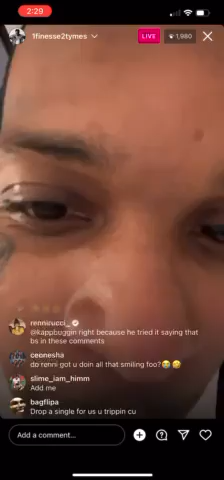 2:29
1finesse2tymes
LIVE
1,980
rennirucci_
@kappbuggin right because he tried it saying that
bs in these comments
ceonesha
do renni got u doin all that smiling foo?😭🤣
slime_iam_himm
Add me
bagflipa
Drop a single for us u trippin cu
Add a comment...